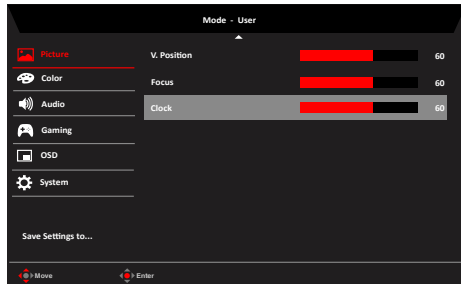 Mode - User
Picture
V. Position 60
Color
Focus 60
Audio
Clock 60
Gaming
OSD
System
Save Settings to...
Move Enter